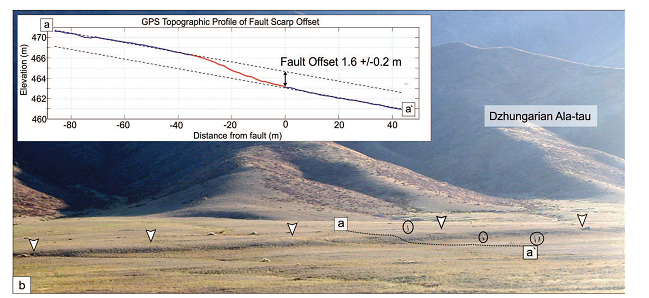 a
GPS Topographic Profile of Fault Scarp Offset
470
468
466
464
462
460
Elevation (m)
Fault Offset 1.6 +/-0.2 m
a'
-80
-60
-40
-20
0
20
40
Distance from fault (m)
Dzhungarian Ala-tau
a
a'
b